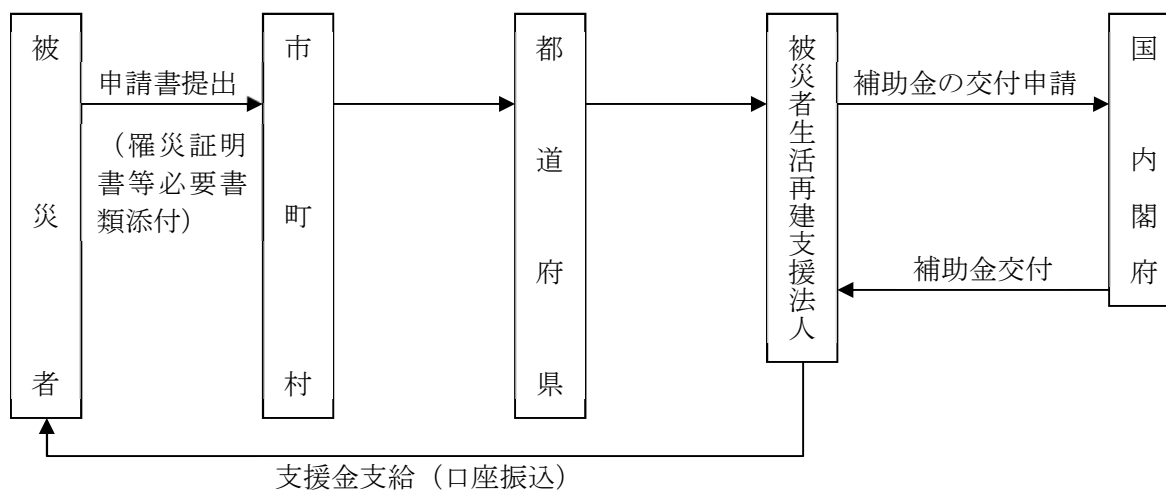 被災者
申請書提出
(罹災証明
書等必要書
類添付)
市町村
都道府県
被災者生活再建支援法人
補助金の交付申請
補助金交付
国 内閣府
支援金支給(口座振込)